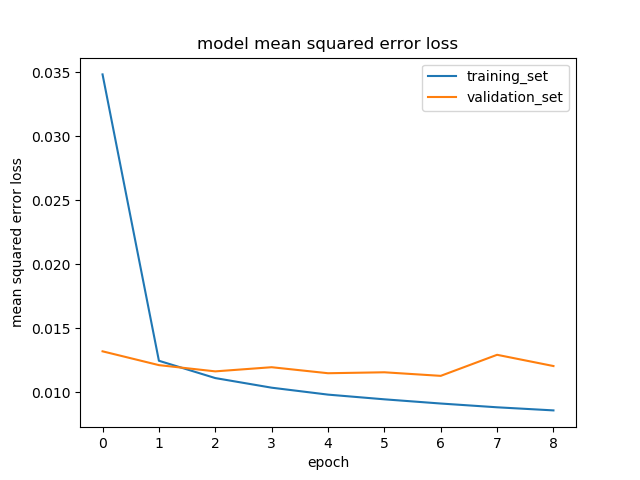 model mean squared error loss
training_set
validation_set
0.035
0.030
0.025
0.020
0.015
0.010
mean squared error loss
0 1 2 3 4 5 6 7 8
epoch